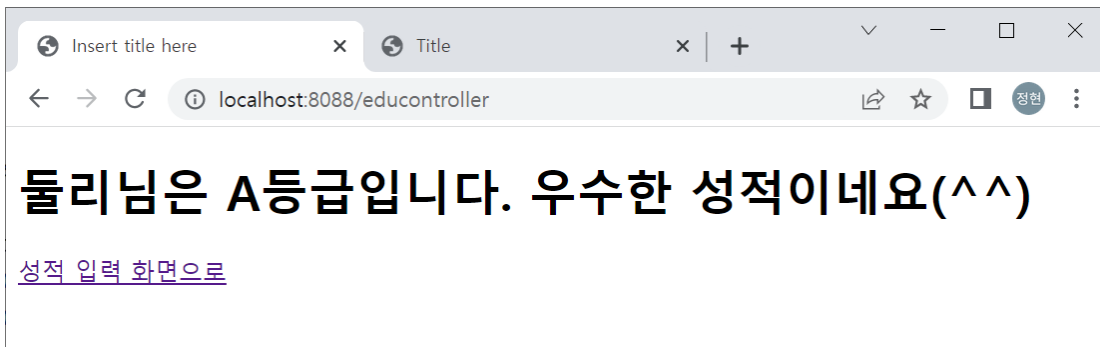 Insert title here
Title
localhost:8088/educontroller
정현
둘리님은 A등급입니다. 우수한 성적이네요(^^)
성적 입력 화면으로